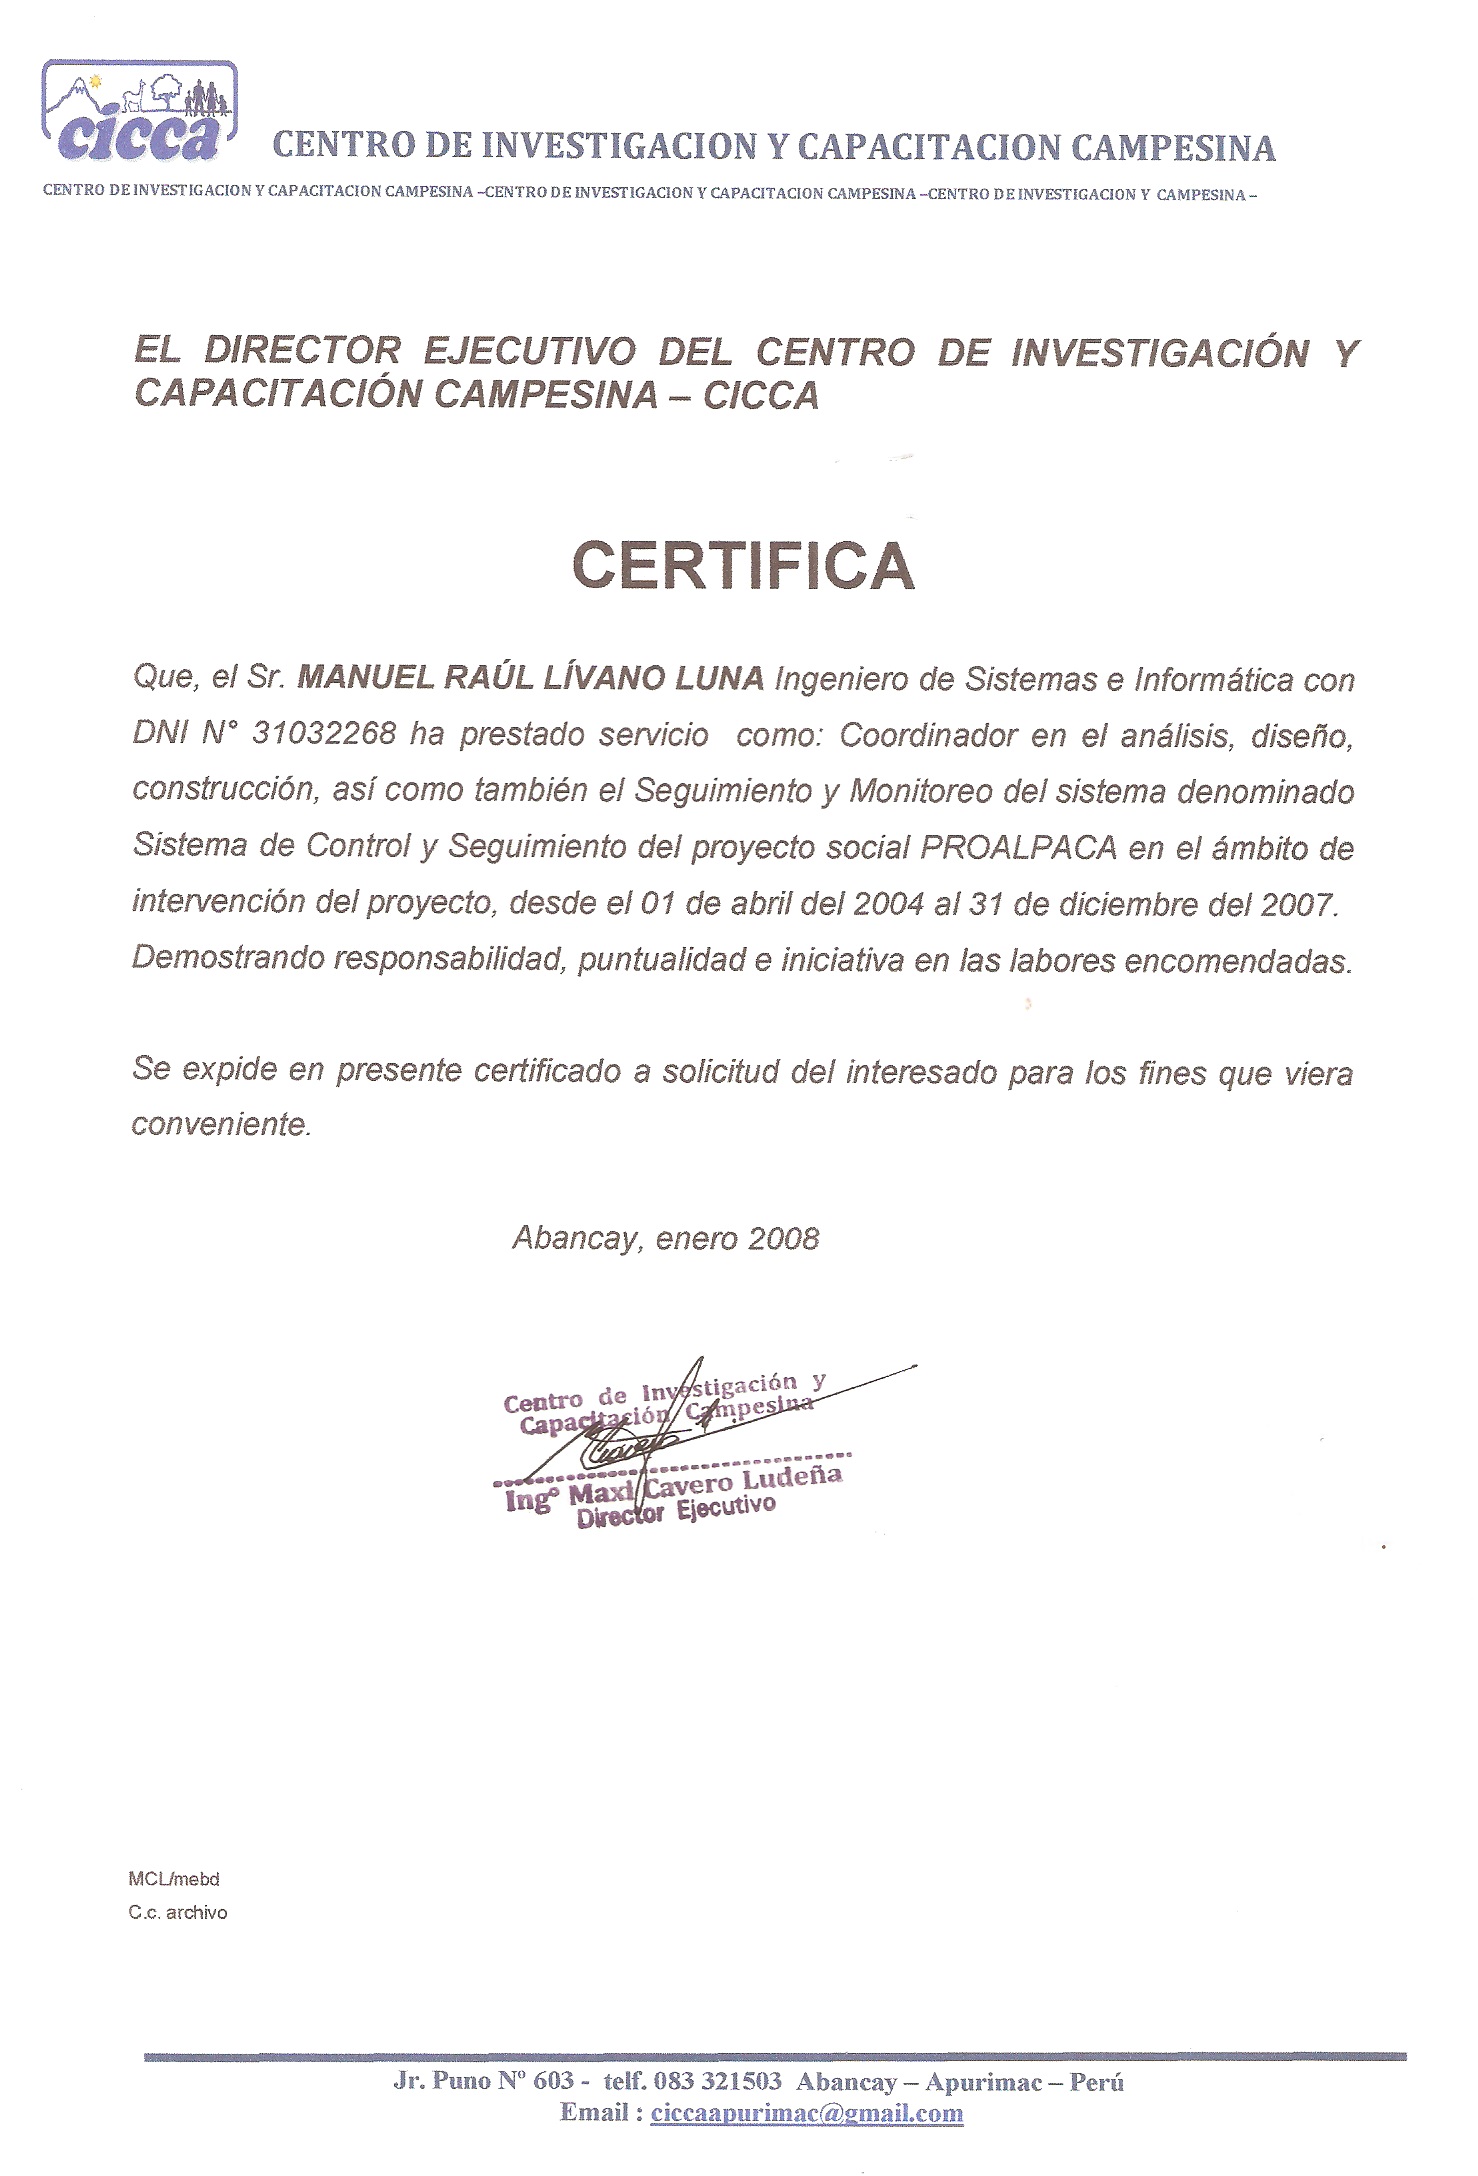 cicca
CENTRO DE INVESTIGACION Y CAPACITACION CAMPESINA
CENTRO DE INVESTIGACION Y CAPACITACION CAMPESINA –CENTRO DE INVESTIGACION Y CAPACITACION CAMPESINA –CENTRO DE INVESTIGACION Y CAMPESINA –
EL DIRECTOR EJECUTIVO DEL CENTRO DE INVESTIGACIÓN Y
CAPACITACIÓN CAMPESINA – CICCA
CERTIFICA
Que, el Sr. MANUEL RAÚL LÍVANO LUNA Ingeniero de Sistemas e Informática con
DNI N° 31032268 ha prestado servicio como: Coordinador en el análisis, diseño,
construcción, así como también el Seguimiento y Monitoreo del sistema denominado
Sistema de Control y Seguimiento del proyecto social PROALPACA en el ámbito de
intervención del proyecto, desde el 01 de abril del 2004 al 31 de diciembre del 2007.
Demostrando responsabilidad, puntualidad e iniciativa en las labores encomendadas.
Se expide en presente certificado a solicitud del interesado para los fines que viera
conveniente.
Abancay, enero 2008
Centro de Investigación y
Capacitación Campesina
Ingº Maxi Cavero Ludeña
Director Ejecutivo
MCL/mebd
C.c. archivo
Jr. Puno Nº 603 - telf. 083 321503 Abancay – Apurimac – Perú
Email : ciccaapurimac@gmail.com